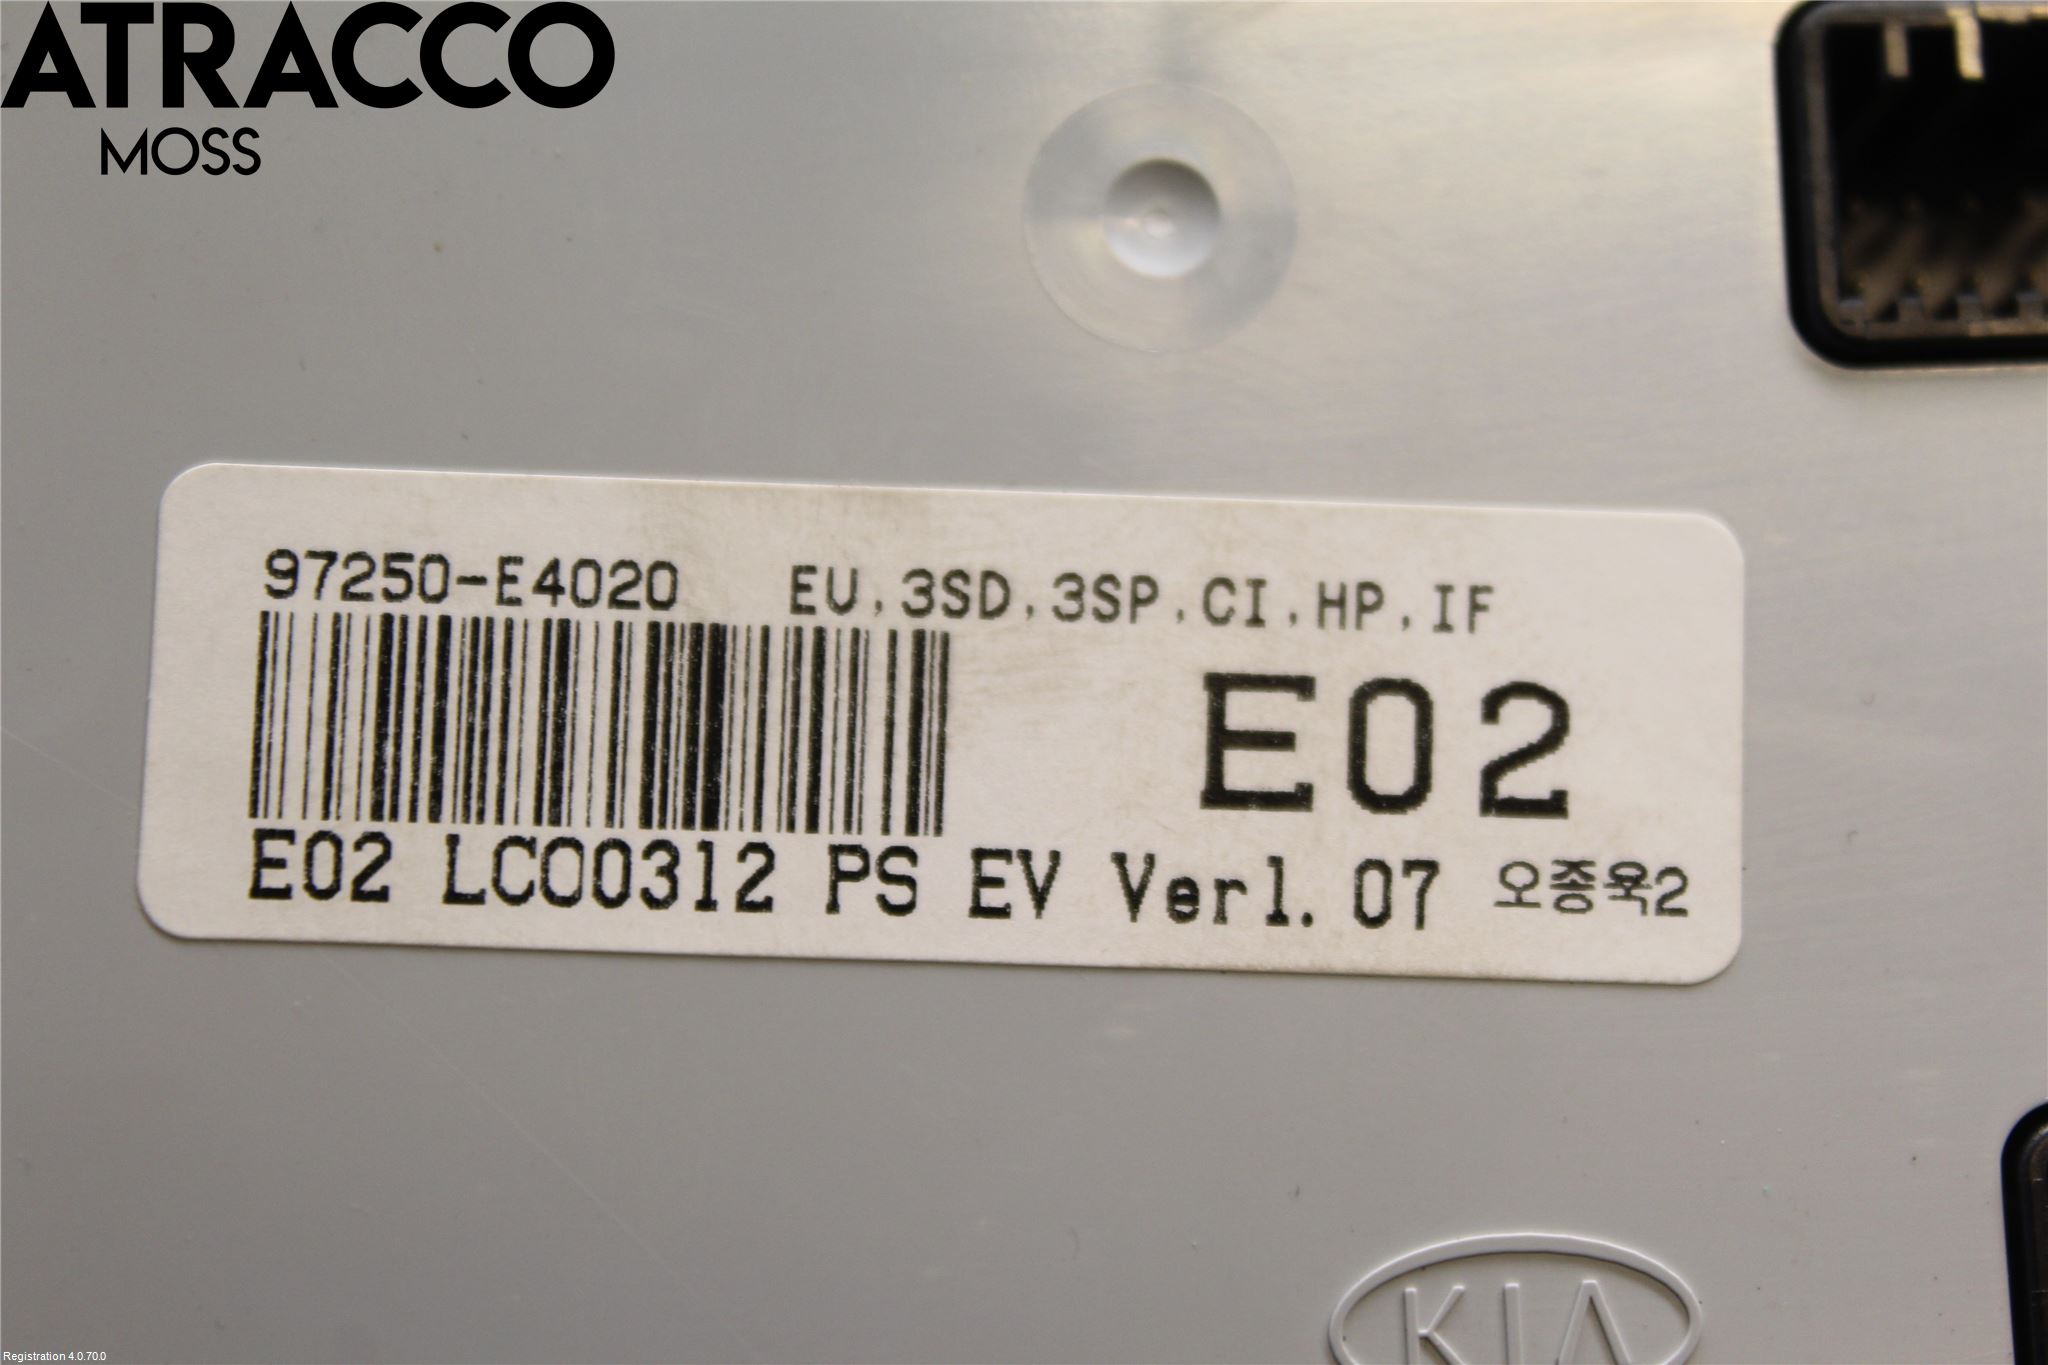 ATRACCO
MOSS
97250-E4020 EU,3SD,3SP,CI,HP,IF
E02
E02 LC00312 PS EV Ver1.07 오종욱2
KIA
Registration 4.0.70.0